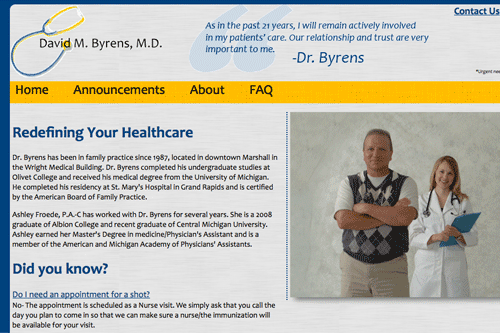 Contact Us
As in the past 21 years, I will remain actively involved
in my patients' care. Our relationship and trust are very
important to me.
-Dr. Byrens
David M. Byrens, M.D.
*Urgent nee
Home Announcements About FAQ
Redefining Your Healthcare
Dr. Byrens has been in family practice since 1987, located in downtown Marshall in
the Wright Medical Building. Dr. Byrens completed his undergraduate studies at
Olivet College and received his medical degree from the University of Michigan.
He completed his residency at St. Mary's Hospital in Grand Rapids and is certified
by the American Board of Family Practice.
Ashley Froede, P.A.-C has worked with Dr. Byrens for several years. She is a 2008
graduate of Albion College and recent graduate of Central Michigan University.
Ashley earned her Master's Degree in medicine/Physician's Assistant and is a
member of the American and Michigan Academy of Physicians' Assistants.
Did you know?
Do I need an appointment for a shot?
No- The appointment is scheduled as a Nurse visit. We simply ask that you call the
day you plan to come in so that we can make sure a nurse/the immunization will
be available for your visit.